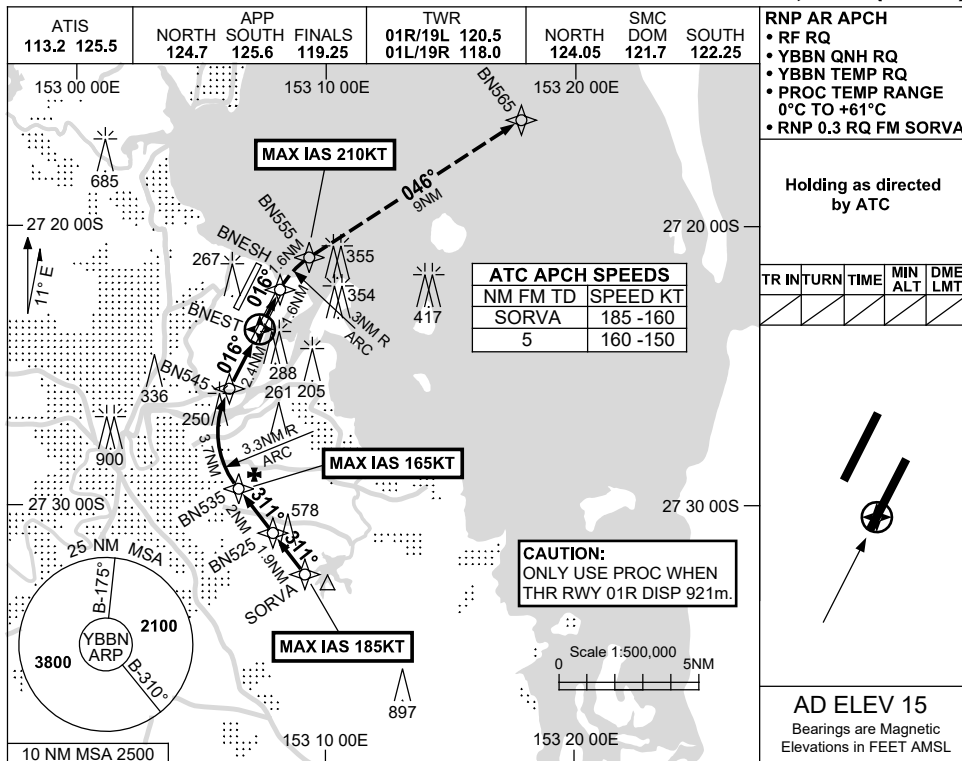 ATIS
113.2 125.5
APP
NORTH SOUTH FINALS
124.7 125.6 119.25
TWR
01R/19L 120.5
01L/19R 118.0
SMC
NORTH DOM SOUTH
124.05 121.7 122.25
RNP AR APCH
• RF RQ
• YBBN QNH RQ
• YBBN TEMP RQ
• PROC TEMP RANGE
0°C TO +61°C
• RNP 0.3 RQ FM SORVA
Holding as directed
by ATC
TR IN TURN TIME MIN ALT DME LMT
153 00 00E
153 10 00E
153 20 00E
BN565
MAX IAS 210KT
685
046°
9NM
27 20 00S
27 20 00S
11° E
BN555
BNESH
1.6NM
267
355
354
417
016°
1.6NM
BNEST
.3NM R
ARC
ATC APCH SPEEDS
NM FM TD SPEED KT
SORVA 185 -160
5 160 -150
016°
2.4NM
288
BN545
336
261
205
250
900
3.7NM
3.3NM R
ARC
MAX IAS 165KT
27 30 00S
27 30 00S
BN535
311°
2NM
578
BN525
311°
1.9NM
SORVA
CAUTION:
ONLY USE PROC WHEN
THR RWY 01R DISP 921m.
25 NM MSA
B-175°
2100
YBBN
ARP
3800
B-310°
MAX IAS 185KT
Scale 1:500,000
0 5NM
897
10 NM MSA 2500
153 10 00E
153 20 00E
AD ELEV 15
Bearings are Magnetic
Elevations in FEET AMSL